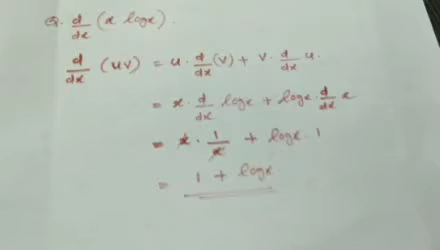 Q. d/dx (x logx).
d/dx (uv) = u · d/dx (v) + v · d/dx u.
= x · d/dx logx + logx · d/dx x
= x · 1/x + logx · 1
= 1 + logx